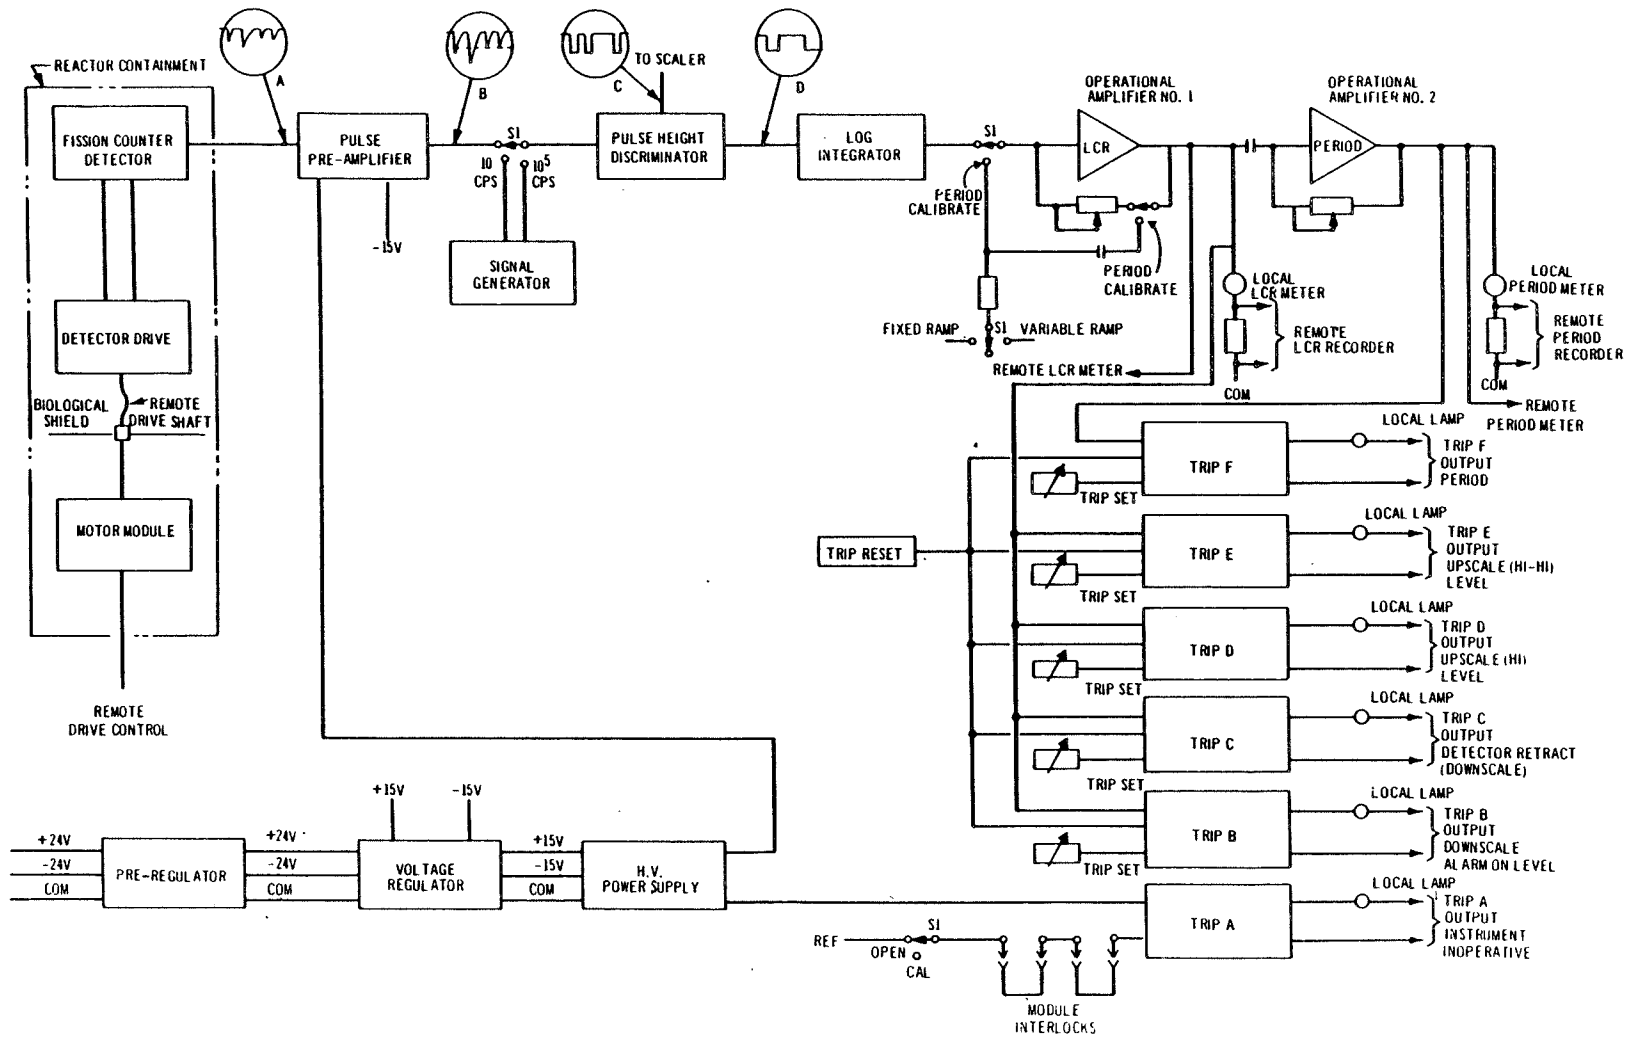 REACTOR CONTAINMENT
A
B
C
TO SCALER
D
OPERATIONAL
AMPLIFIER NO. 1
OPERATIONAL
AMPLIFIER NO. 2
FISSION COUNTER
DETECTOR
PULSE
PRE-AMPLIFIER
S1
10
CPS
10⁵
CPS
PULSE HEIGHT
DISCRIMINATOR
LOG
INTEGRATOR
S1
LCR
PERIOD
PERIOD
CALIBRATE
-15V
SIGNAL
GENERATOR
PERIOD
CALIBRATE
LOCAL
LCR METER
LOCAL
PERIOD METER
FIXED RAMP
S1
VARIABLE RAMP
REMOTE
LCR RECORDER
REMOTE
PERIOD
RECORDER
REMOTE LCR METER
COM
COM
DETECTOR DRIVE
BIOLOGICAL
SHIELD
REMOTE
DRIVE SHAFT
MOTOR MODULE
REMOTE
DRIVE CONTROL
REMOTE
PERIOD METER
LOCAL LAMP
TRIP F
TRIP SET
TRIP F
OUTPUT
PERIOD
LOCAL LAMP
TRIP RESET
TRIP E
TRIP SET
TRIP E
OUTPUT
UPSCALE (HI-HI)
LEVEL
LOCAL LAMP
TRIP D
TRIP SET
TRIP D
OUTPUT
UPSCALE (HI)
LEVEL
LOCAL LAMP
TRIP C
TRIP SET
TRIP C
OUTPUT
DETECTOR RETRACT
(DOWNSCALE)
LOCAL LAMP
TRIP B
TRIP SET
TRIP B
OUTPUT
DOWNSCALE
ALARM ON LEVEL
LOCAL LAMP
TRIP A
TRIP A
OUTPUT
INSTRUMENT
INOPERATIVE
+24V
-24V
COM
PRE-REGULATOR
+24V
-24V
COM
+15V
-15V
VOLTAGE
REGULATOR
+15V
-15V
COM
H.V.
POWER SUPPLY
REF
S1
OPEN
CAL
MODULE
INTERLOCKS